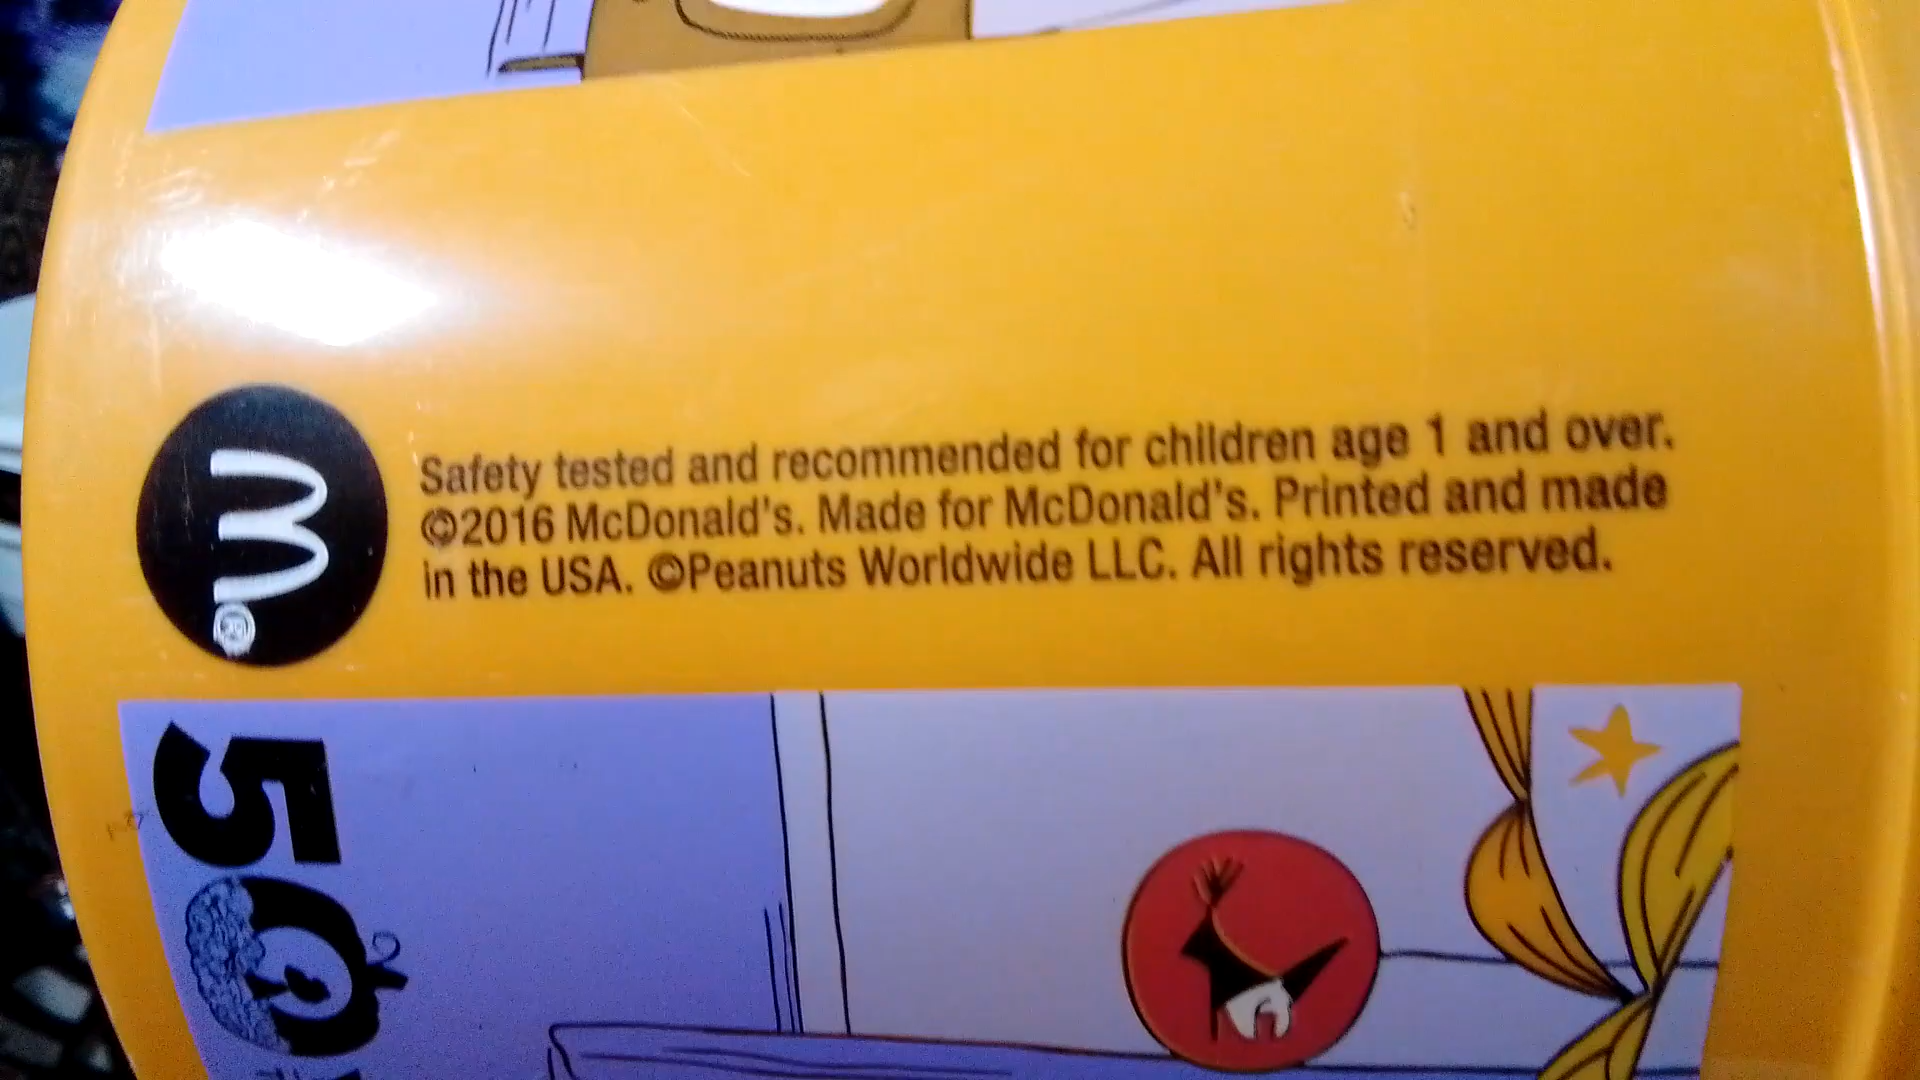 Safety tested and recommended for children age 1 and over.
©2016 McDonald's. Made for McDonald's. Printed and made
in the USA. ©Peanuts Worldwide LLC. All rights reserved.
M®
50